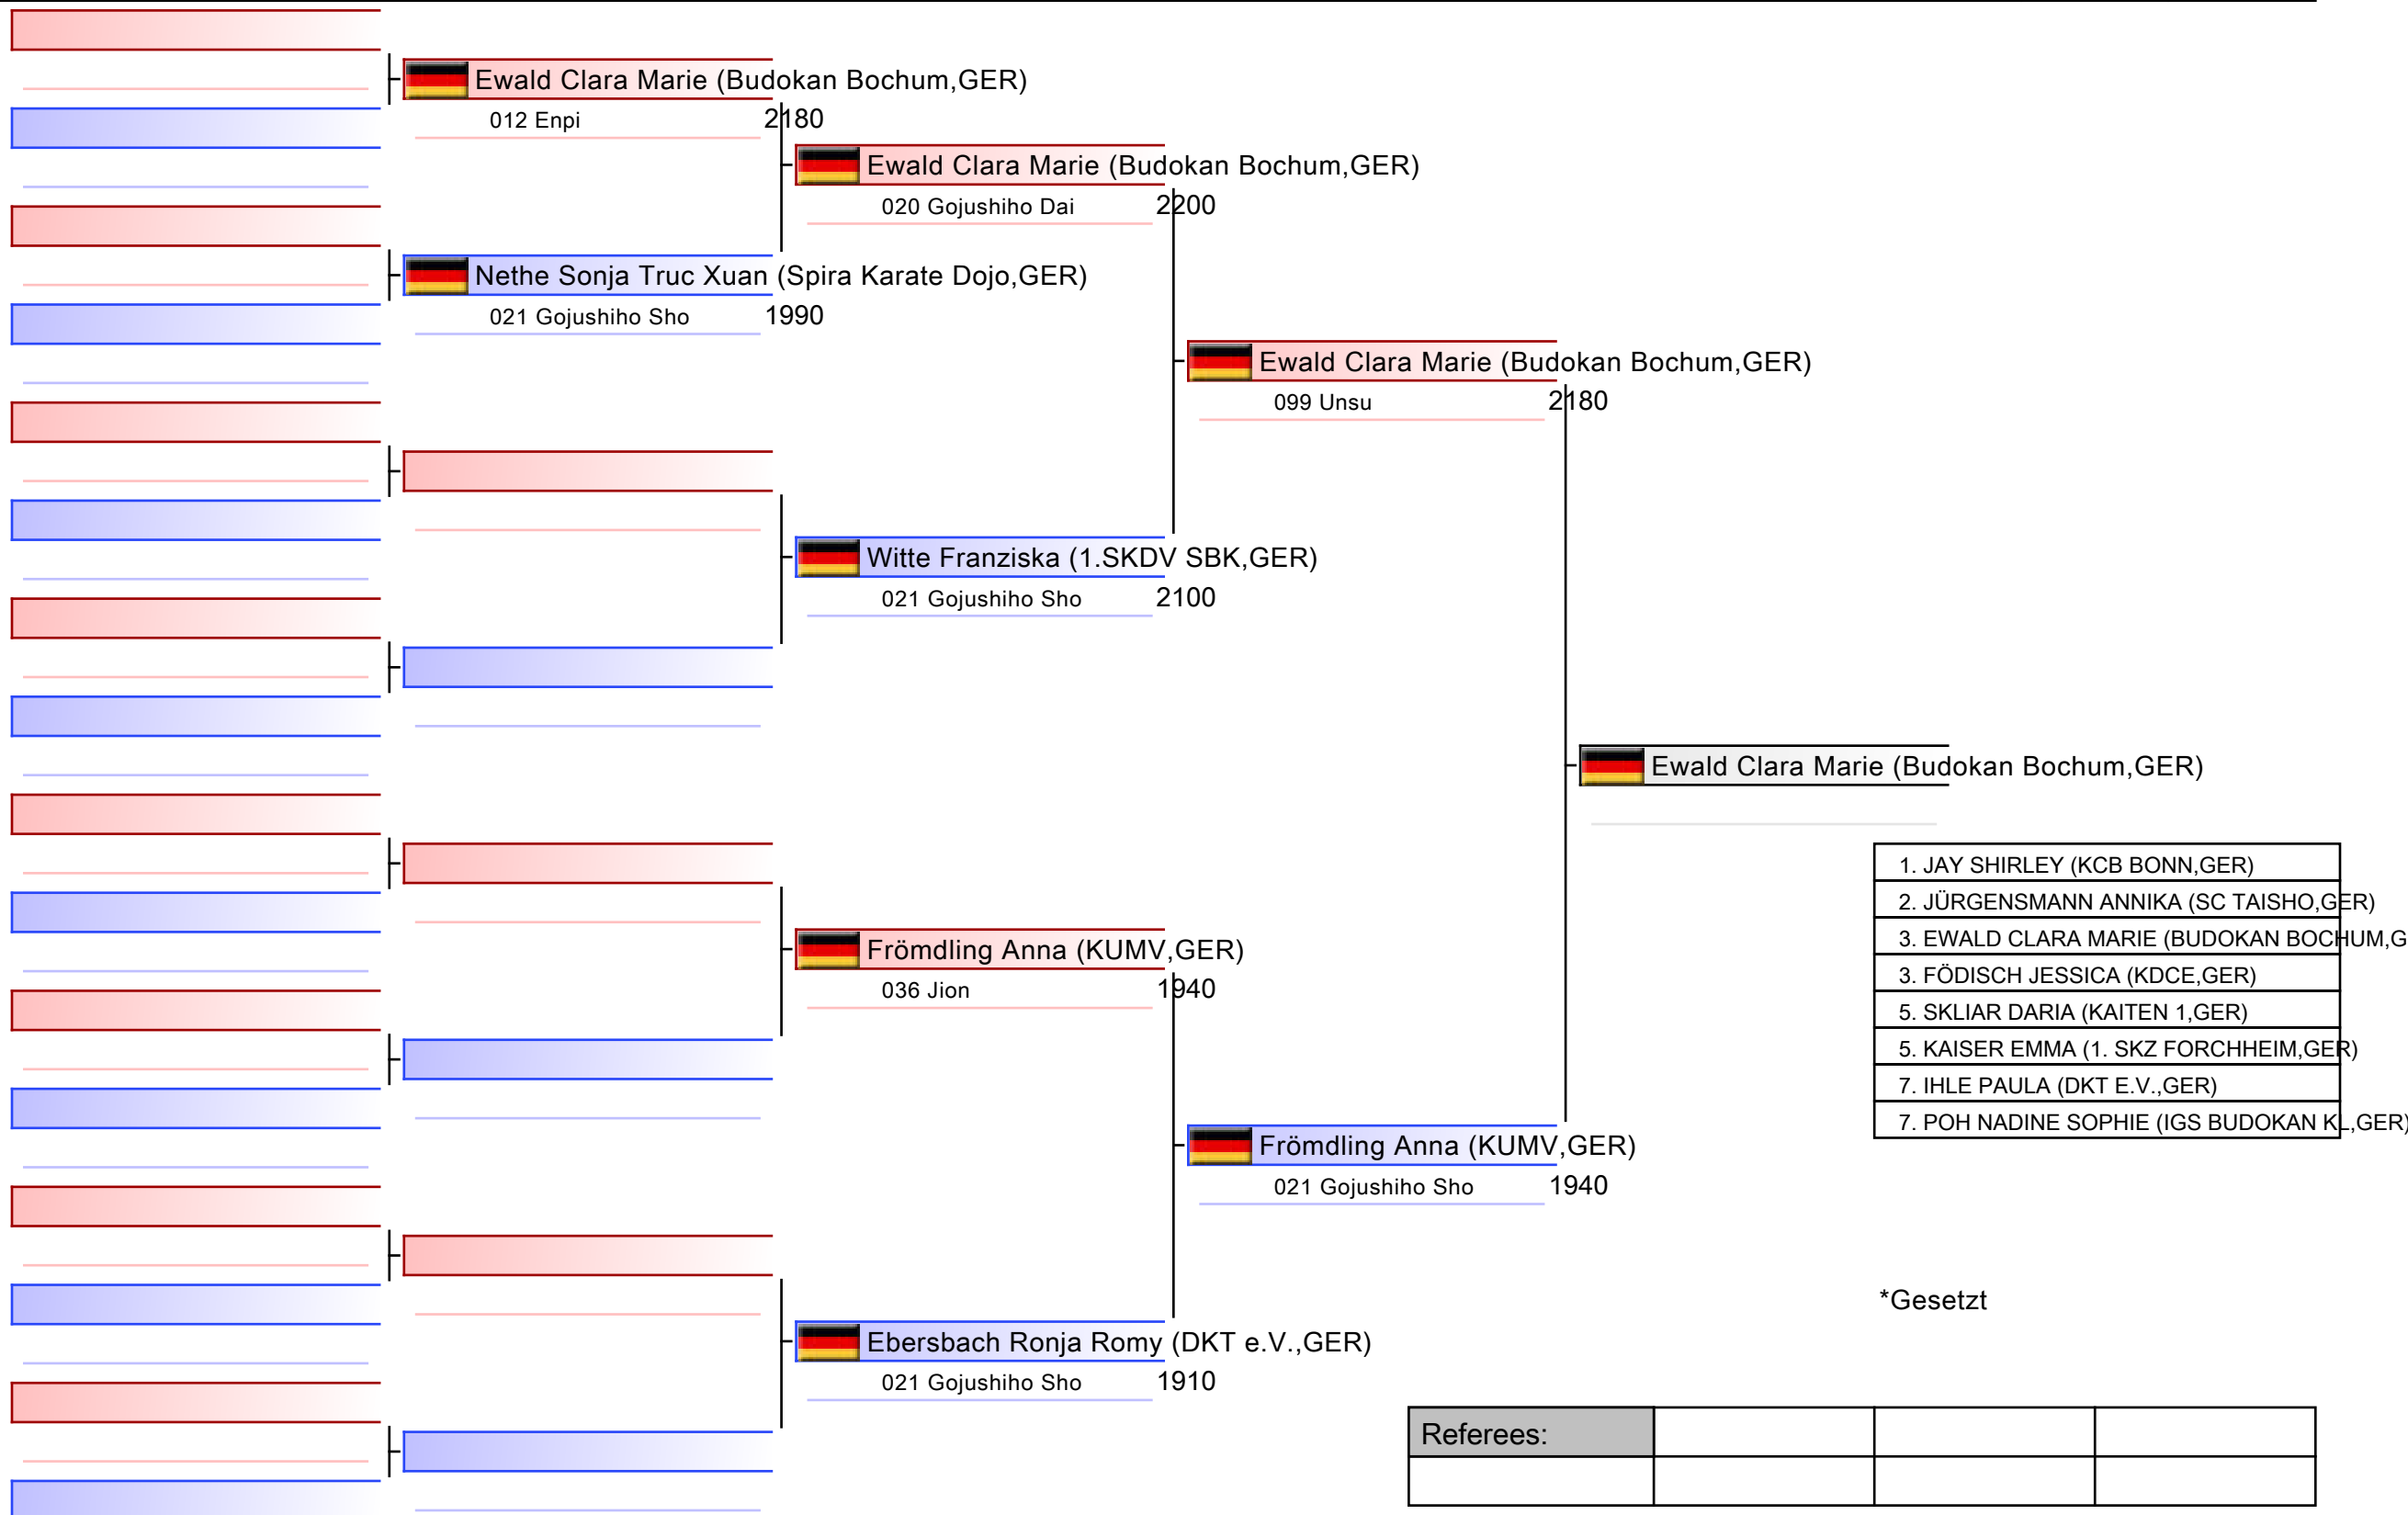 Ewald Clara Marie (Budokan Bochum,GER)
012 Enpi 2180
Ewald Clara Marie (Budokan Bochum,GER)
020 Gojushiho Dai 2200
Nethe Sonja Truc Xuan (Spira Karate Dojo,GER)
021 Gojushiho Sho 1990
Ewald Clara Marie (Budokan Bochum,GER)
099 Unsu 2180
Witte Franziska (1.SKDV SBK,GER)
021 Gojushiho Sho 2100
Ewald Clara Marie (Budokan Bochum,GER)
1. JAY SHIRLEY (KCB BONN,GER)
2. JÜRGENSMANN ANNIKA (SC TAISHO,GER)
3. EWALD CLARA MARIE (BUDOKAN BOCHUM,G
3. FÖDISCH JESSICA (KDCE,GER)
5. SKLIAR DARIA (KAITEN 1,GER)
5. KAISER EMMA (1. SKZ FORCHHEIM,GER)
7. IHLE PAULA (DKT E.V.,GER)
7. POH NADINE SOPHIE (IGS BUDOKAN KL,GER)
Frömdling Anna (KUMV,GER)
036 Jion 1940
Frömdling Anna (KUMV,GER)
021 Gojushiho Sho 1940
*Gesetzt
Ebersbach Ronja Romy (DKT e.V.,GER)
021 Gojushiho Sho 1910
Referees: